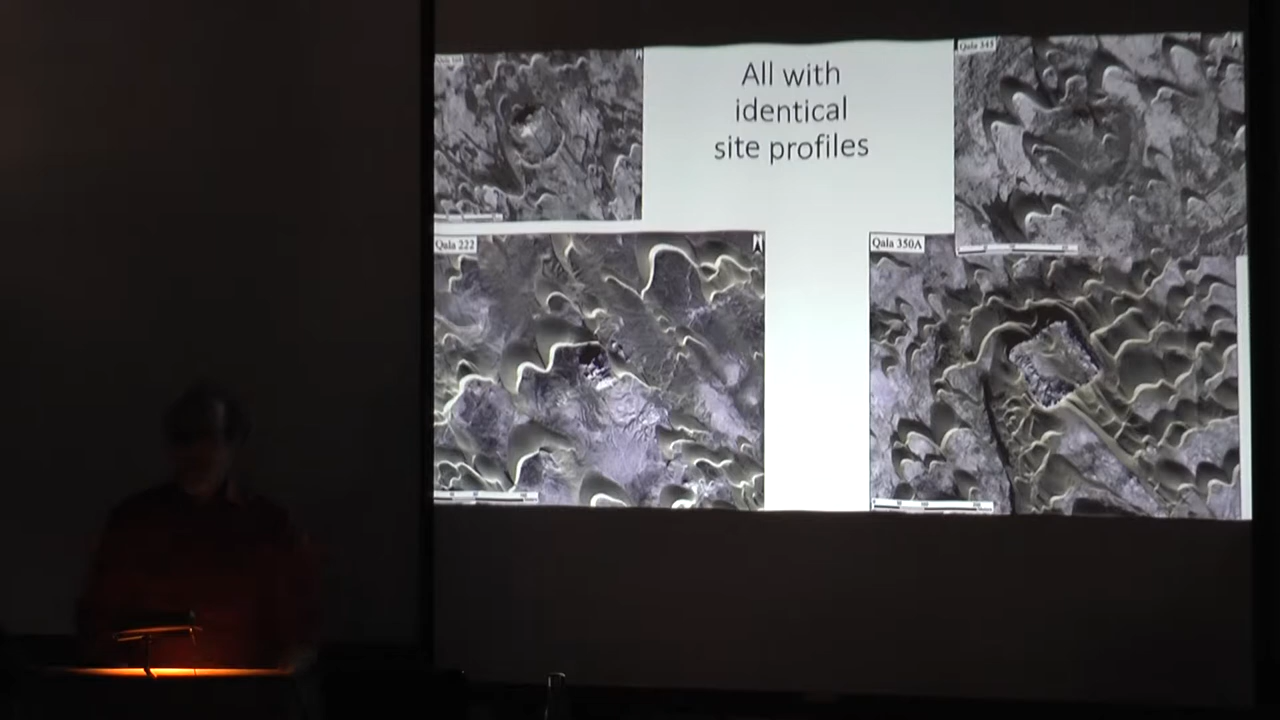 All with
identical
site profiles
Qala 345
Qala 222
Qala 350A